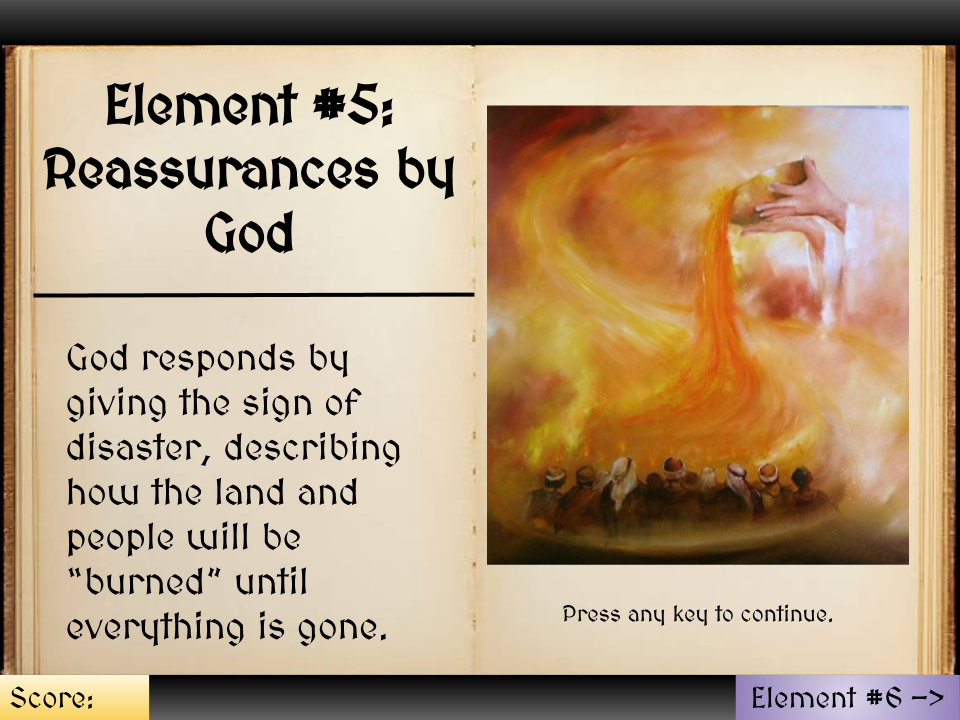 Element #5:
Reassurances by
God
God responds by
giving the sign of
disaster, describing
how the land and
people will be
"burned" until
everything is gone.
Press any key to continue.
Score:
Element #6 –>